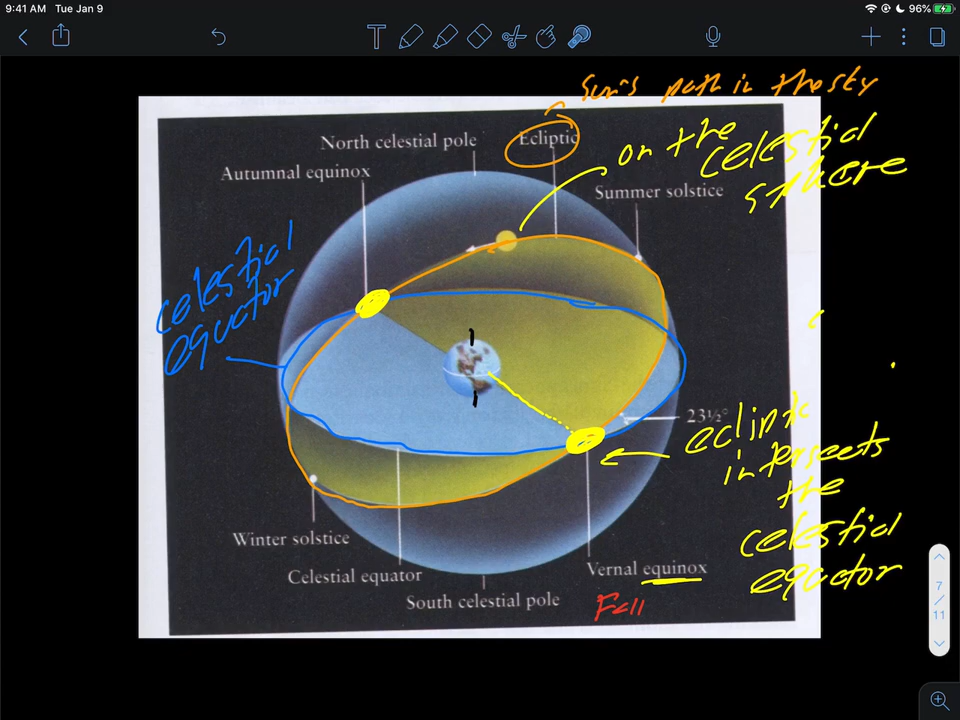 9:41 AM Tue Jan 9
96%
Sun's path in the sky
on the
celestial
sphere
North celestial pole
Ecliptic
Autumnal equinox
Summer solstice
celestial
equator
23½°
ecliptic
intersects
the
celestial
equator
Winter solstice
Celestial equator
Vernal equinox
South celestial pole
Fall
7
/
11